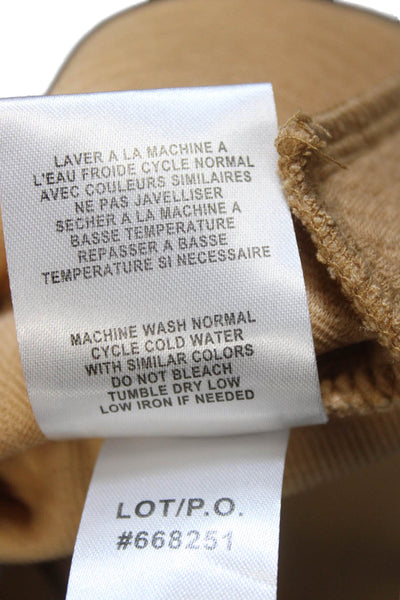 LAVER A LA MACHINE A
L'EAU FROIDE CYCLE NORMAL
AVEC COULEURS SIMILAIRES
NE PAS JAVELLISER
SECHER A LA MACHINE A
BASSE TEMPERATURE
REPASSER A BASSE
TEMPERATURE SI NECESSAIRE
MACHINE WASH NORMAL
CYCLE COLD WATER
WITH SIMILAR COLORS
DO NOT BLEACH
TUMBLE DRY LOW
LOW IRON IF NEEDED
LOT/P.O.
#668251